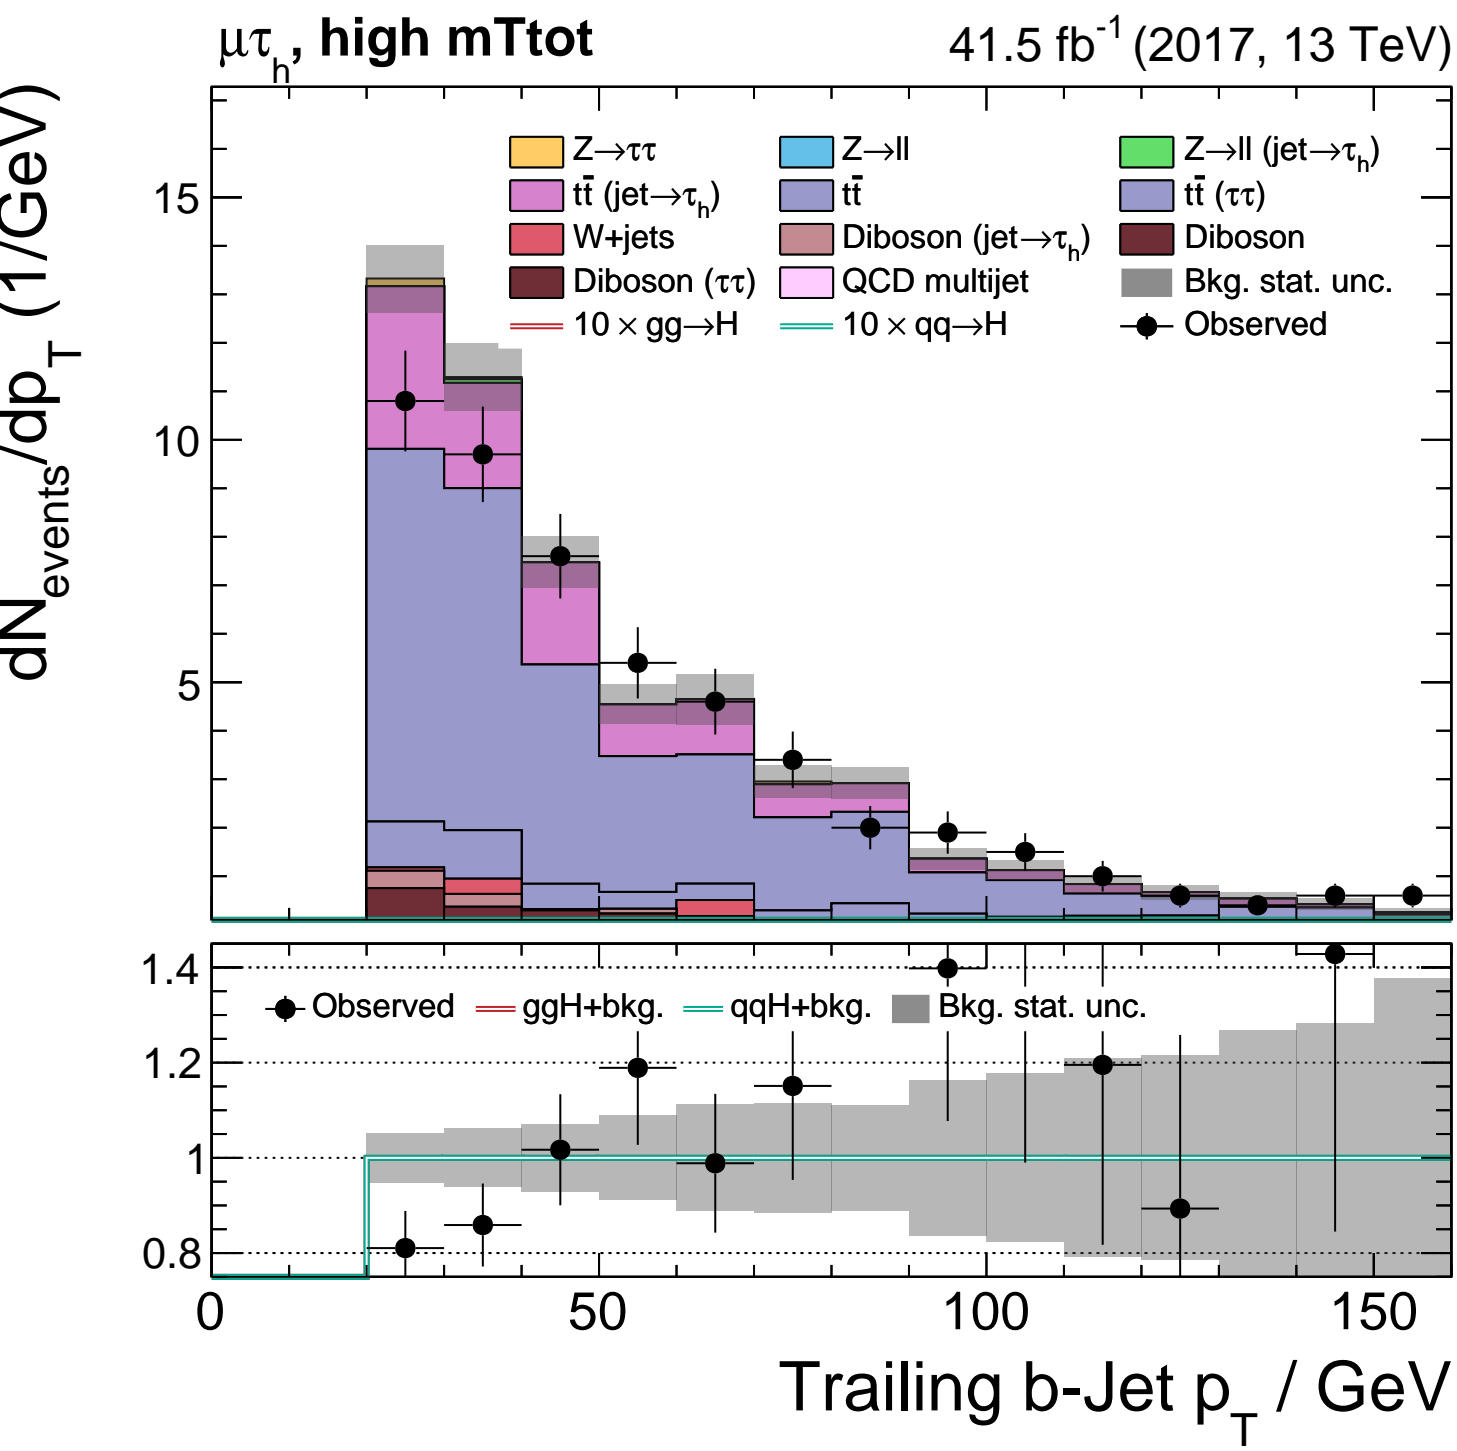 μτh, high mTtot
41.5 fb-1 (2017, 13 TeV)
dNevents/dpT (1/GeV)
Z→ττ Z→ll Z→ll (jet→τh)
tt̄ (jet→τh) tt̄ tt̄ (ττ)
W+jets Diboson (jet→τh) Diboson
Diboson (ττ) QCD multijet Bkg. stat. unc.
10 × gg→H 10 × qq→H Observed
15
10
5
1.4
1.2
1
0.8
Observed ggH+bkg. qqH+bkg. Bkg. stat. unc.
0 50 100 150
Trailing b-Jet pT / GeV